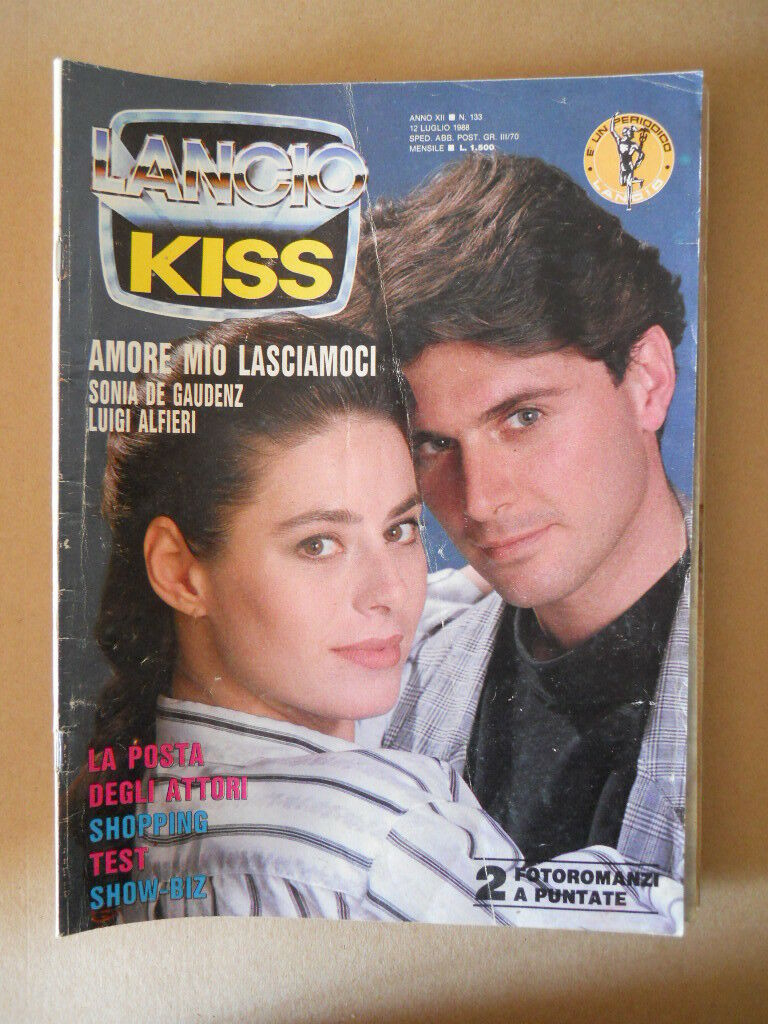 LANCIO
KISS
ANNO XII ■ N. 133
12 LUGLIO 1988
SPED. ABB. POST. GR. III/70
MENSILE ■ L. 1.500
E' UN PERIODICO
LANCIO
AMORE MIO LASCIAMOCI
SONIA DE GAUDENZ
LUIGI ALFIERI
LA POSTA
DEGLI ATTORI
SHOPPING
TEST
SHOW-BIZ
2 FOTOROMANZI
A PUNTATE